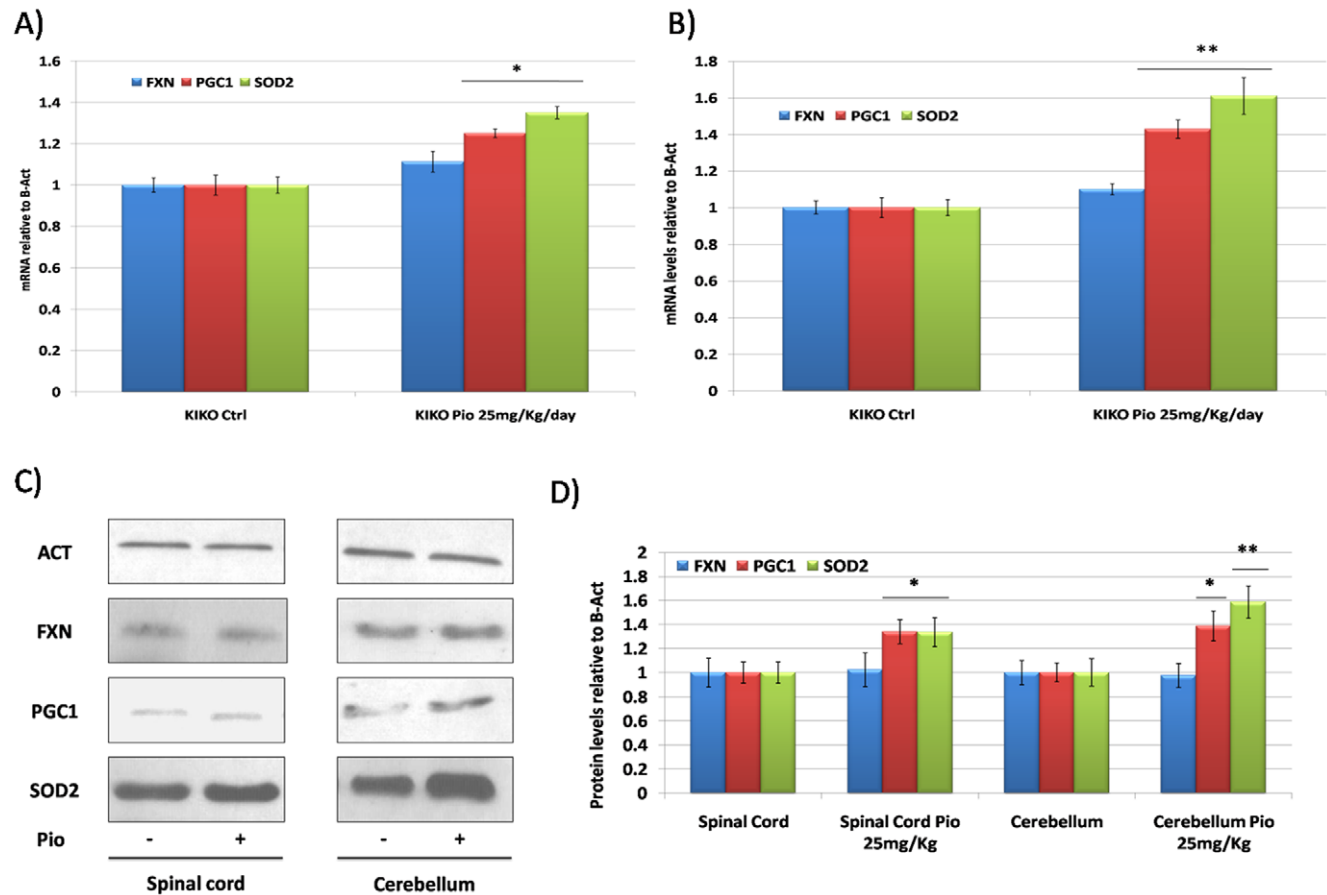 A)
1.6
1.4
1.2
1
0.8
0.6
0.4
0.2
0
mRNA relative to B-Act
FXN PGC1 SOD2
*
KIKO Ctrl KIKO Pio 25mg/Kg/day
B)
1.8
1.6
1.4
1.2
1
0.8
0.6
0.4
0.2
0
mRNA levels relative to B-Act
FXN PGC1 SOD2
**
KIKO Ctrl KIKO Pio 25mg/Kg/day
C)
ACT
FXN
PGC1
SOD2
Pio - + - +
Spinal cord Cerebellum
D)
2
1.8
1.6
1.4
1.2
1
0.8
0.6
0.4
0.2
0
Protein levels relative to B-Act
FXN PGC1 SOD2
* * **
Spinal Cord Spinal Cord Pio Cerebellum Cerebellum Pio
25mg/Kg 25mg/Kg